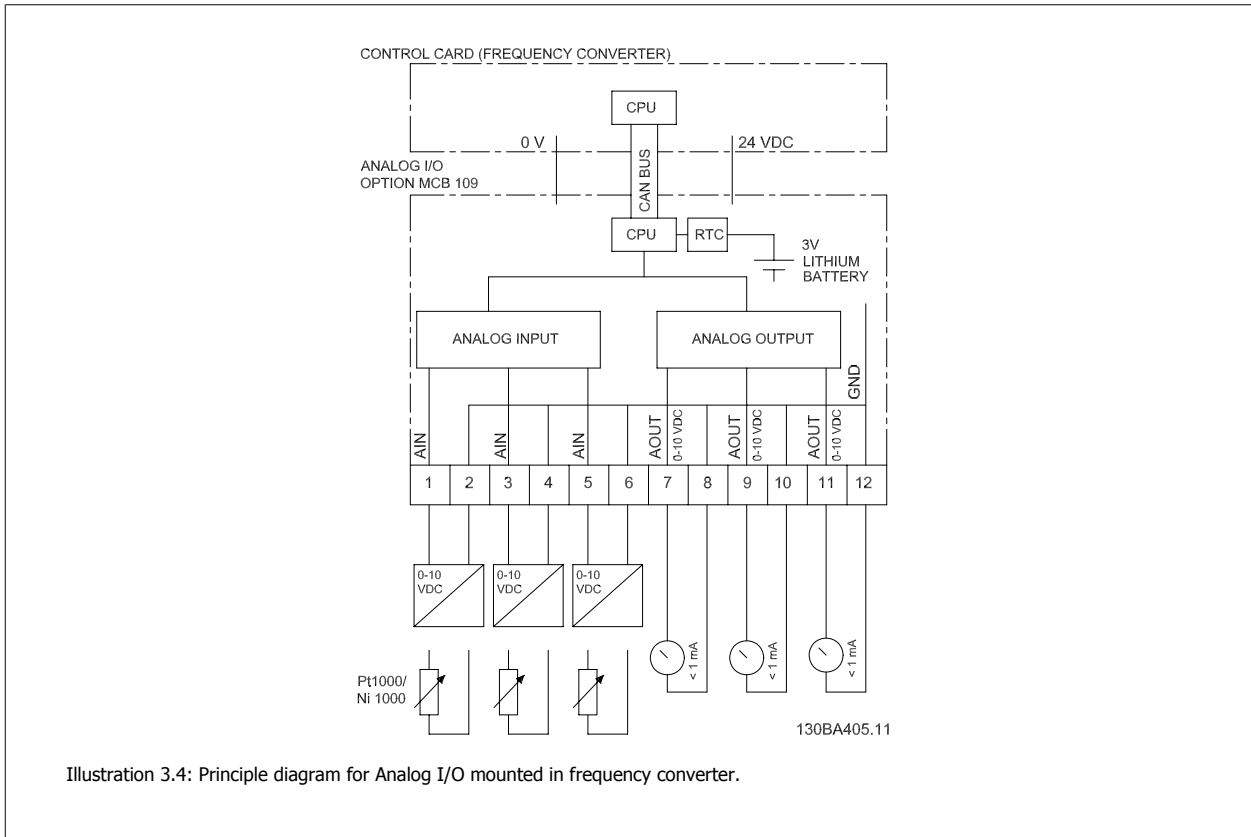 CONTROL CARD (FREQUENCY CONVERTER)
CPU
0 V
24 VDC
CAN BUS
ANALOG I/O
OPTION MCB 109
CPU
RTC
3V
LITHIUM
BATTERY
ANALOG INPUT
ANALOG OUTPUT
GND
AIN
AIN
AIN
AOUT
0-10 VDC
AOUT
0-10 VDC
AOUT
0-10 VDC
1 2 3 4 5 6 7 8 9 10 11 12
0-10
VDC
0-10
VDC
0-10
VDC
< 1 mA
< 1 mA
< 1 mA
Pt1000/
Ni 1000
130BA405.11
Illustration 3.4: Principle diagram for Analog I/O mounted in frequency converter.